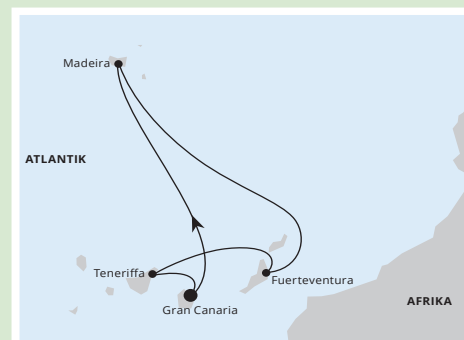 Madeira
ATLANTIK
Teneriffa
Fuerteventura
Gran Canaria
AFRIKA